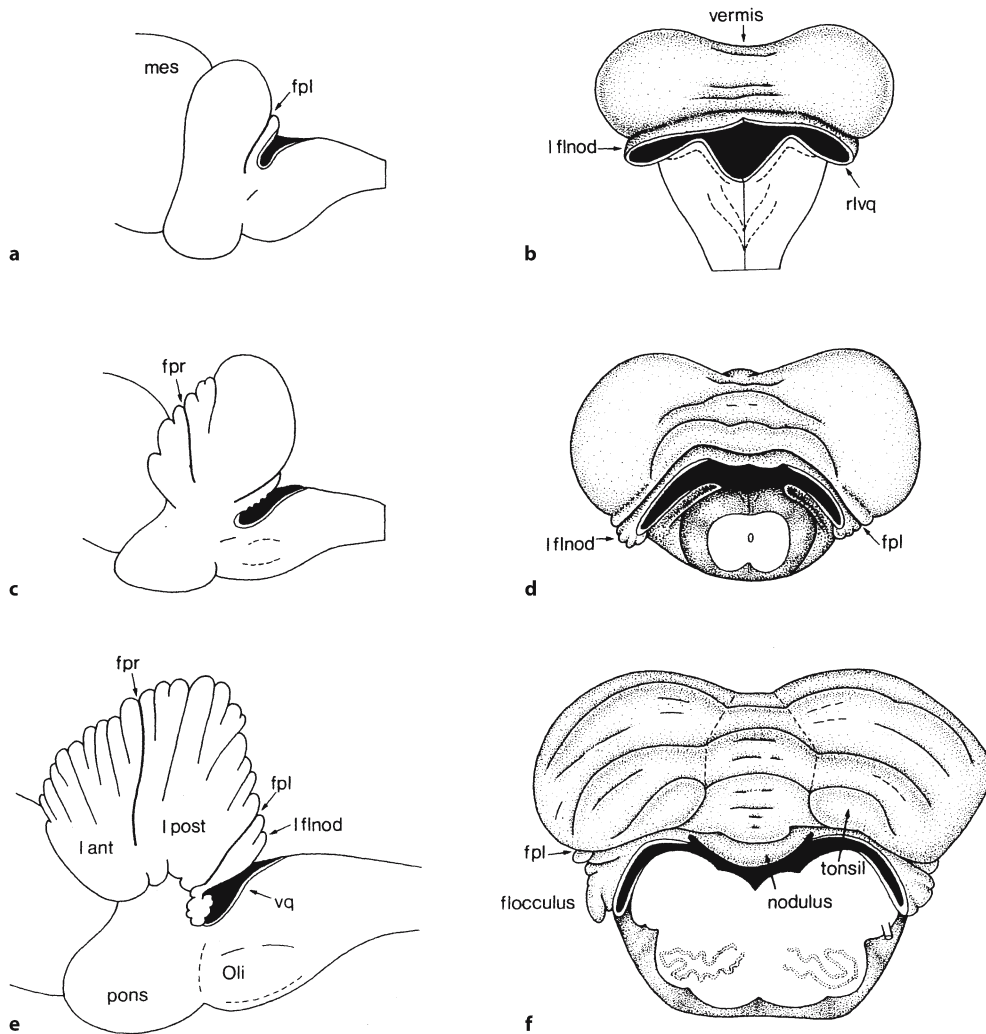 mes
fpl
a
vermis
l flnod
rlvq
b
fpr
c
l flnod
fpl
d
fpr
fpl
l flnod
l post
l ant
vq
Oli
pons
e
fpl
tonsil
flocculus
nodulus
f